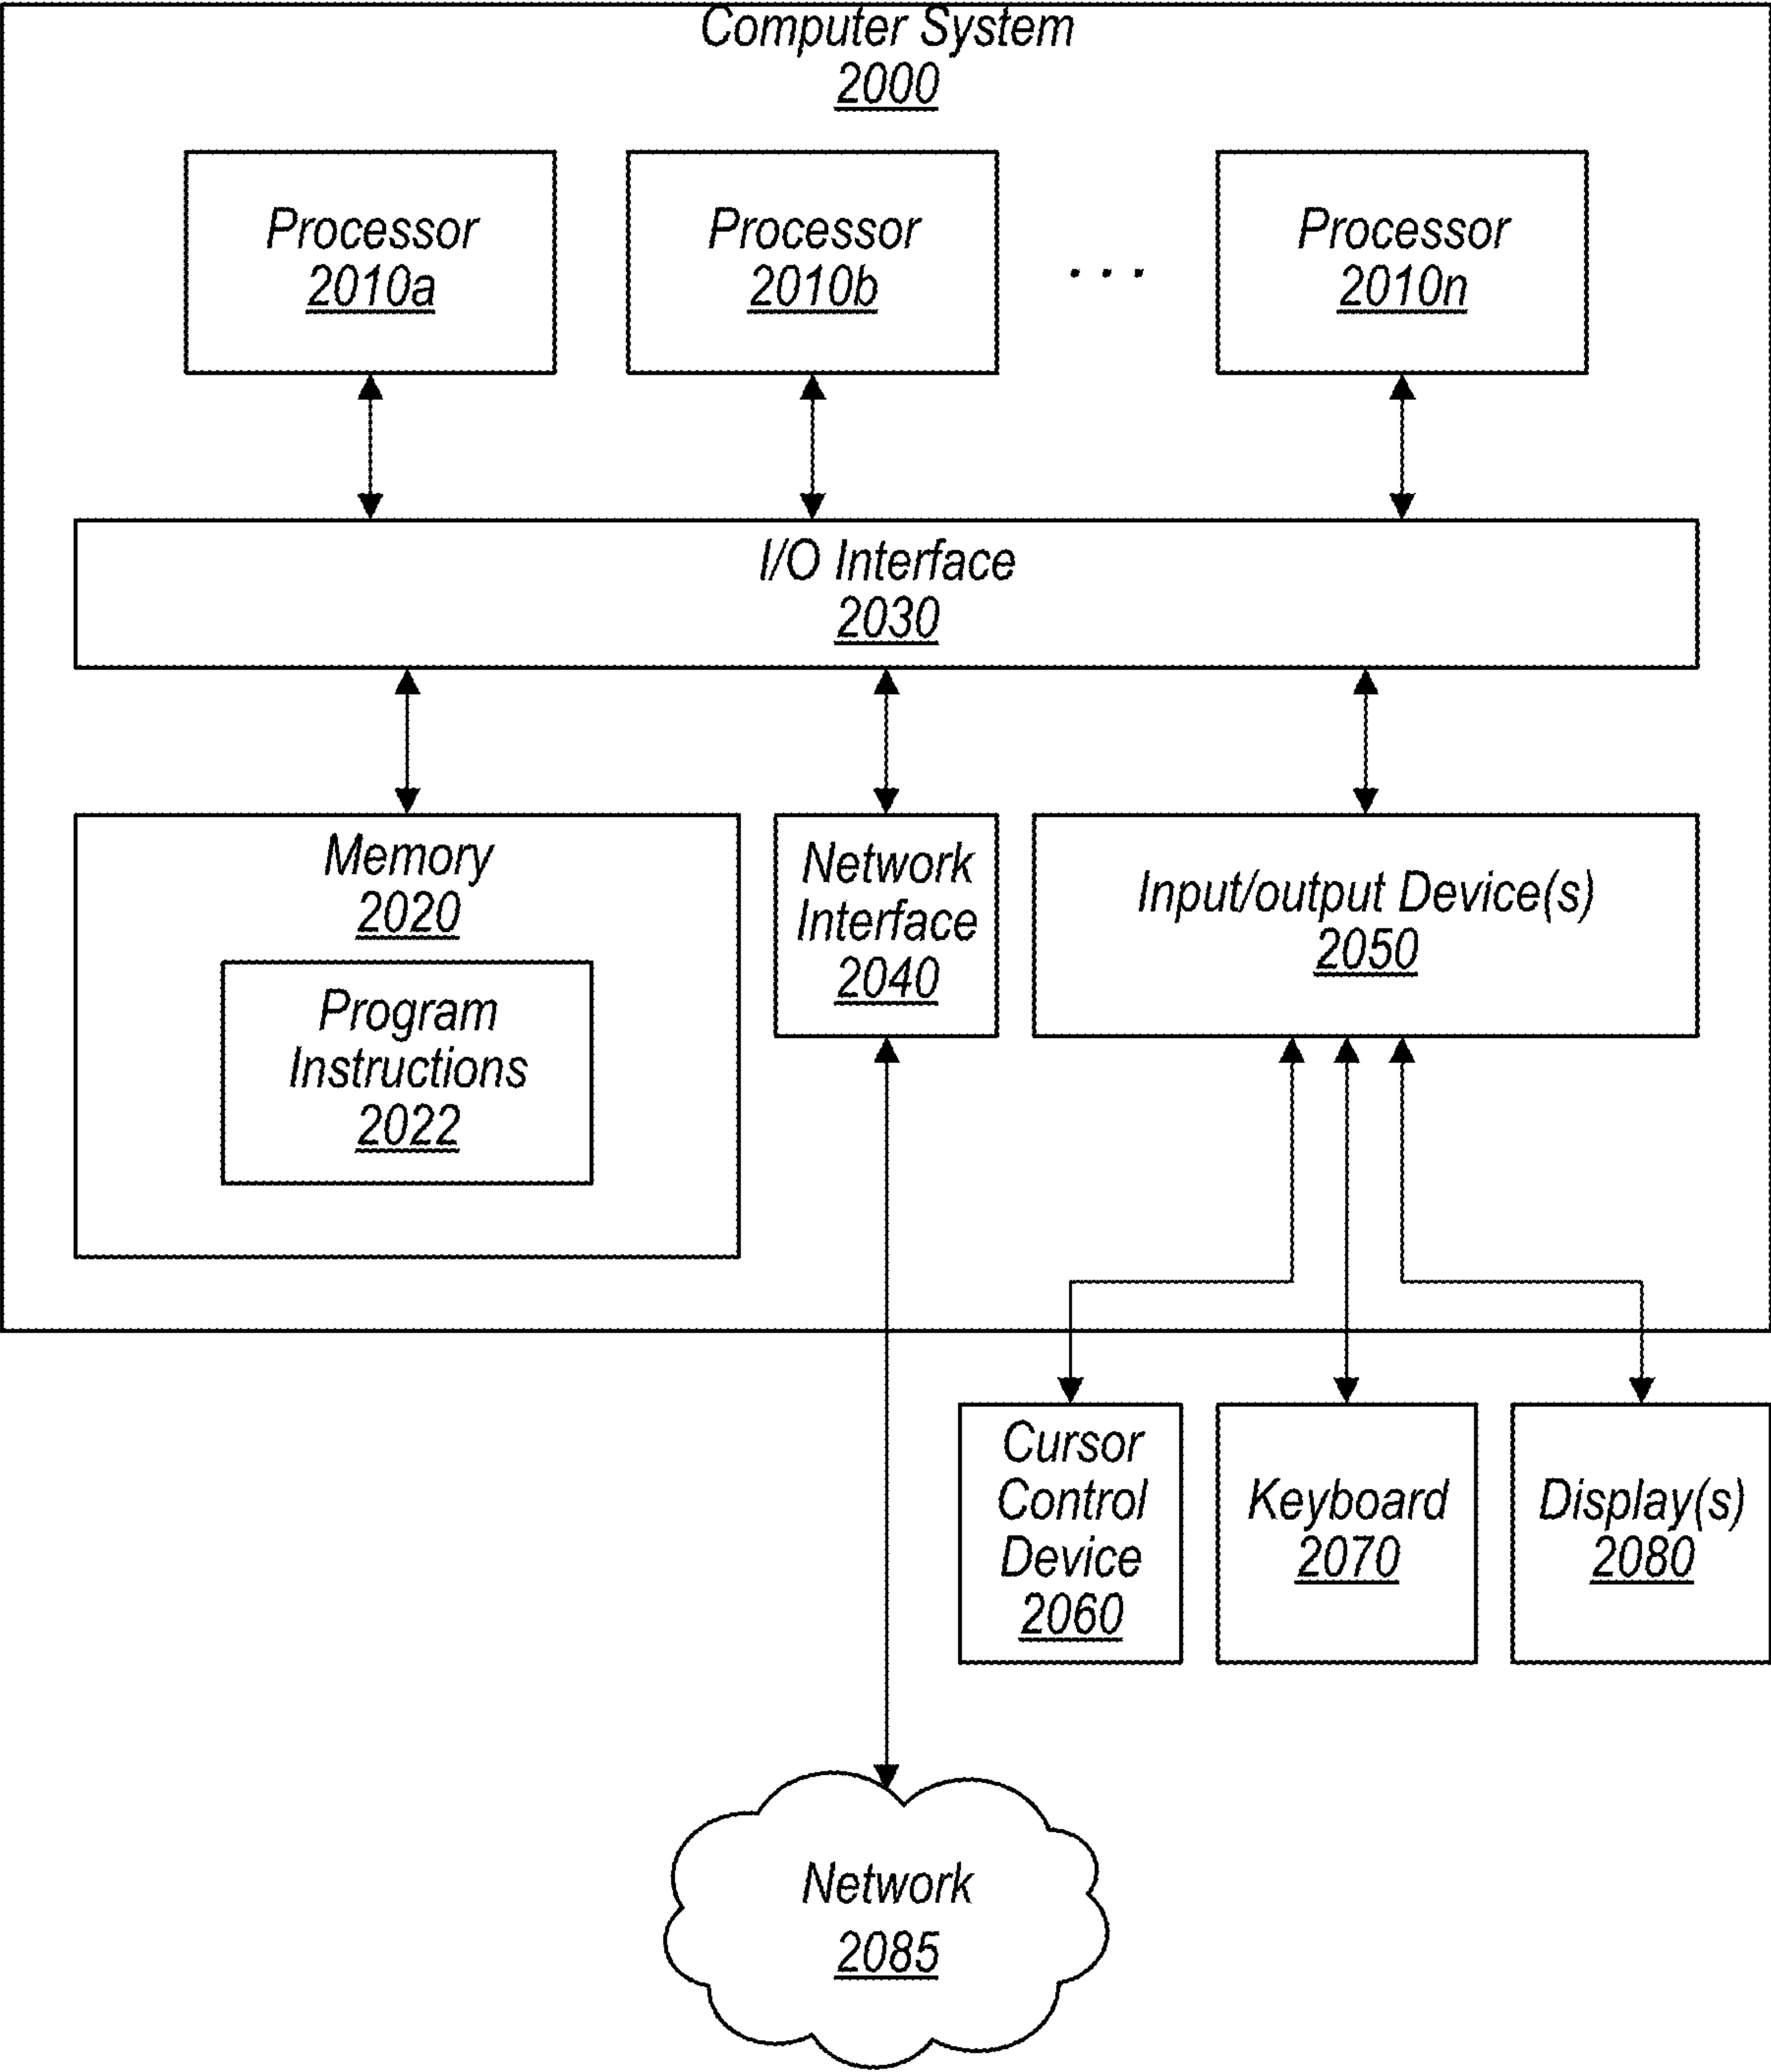 Computer System
2000
Processor
2010a
Processor
2010b
. . .
Processor
2010n
I/O Interface
2030
Memory
2020
Program
Instructions
2022
Network
Interface
2040
Input/output Device(s)
2050
Cursor
Control
Device
2060
Keyboard
2070
Display(s)
2080
Network
2085